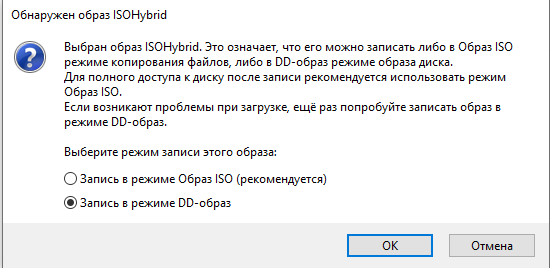 Обнаружен образ ISOHybrid
Выбран образ ISOHybrid. Это означает, что его можно записать либо в Образ ISO
режиме копирования файлов, либо в DD-образ режиме образа диска.
Для полного доступа к диску после записи рекомендуется использовать режим
Образ ISO.
Если возникают проблемы при загрузке, ещё раз попробуйте записать образ в
режиме DD-образ.
Выберите режим записи этого образа:
Запись в режиме Образ ISO (рекомендуется)
Запись в режиме DD-образ
OK
Отмена